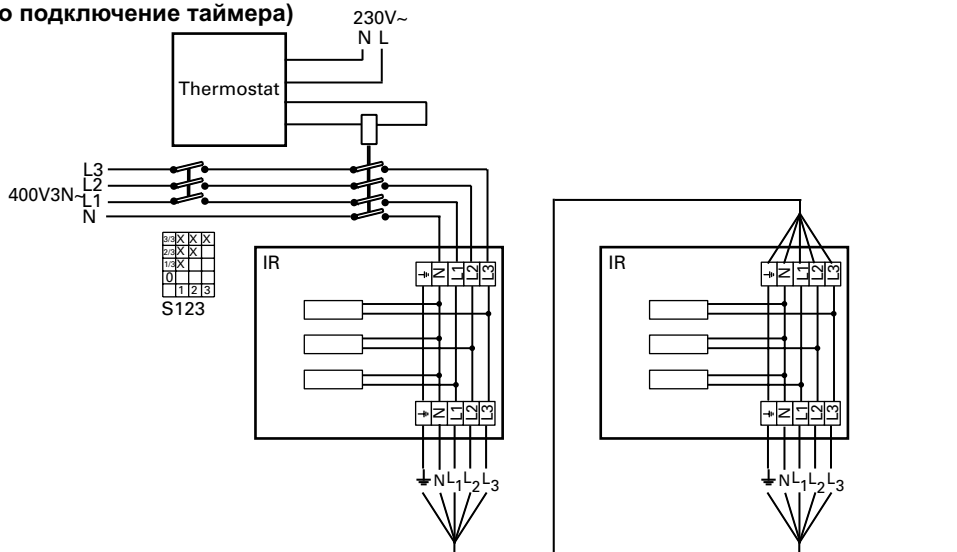 о подключение таймера)
230V~
N L
Thermostat
L3
L2
400V3N~
L1
N
3/3 X X X
2/3 X X
1/3 X
0
1 2 3
S123
IR
⏚ N L1 L2 L3
⏚ N L1 L2 L3
⏚ N L1 L2 L3
IR
⏚ N L1 L2 L3
⏚ N L1 L2 L3
⏚ N L1 L2 L3